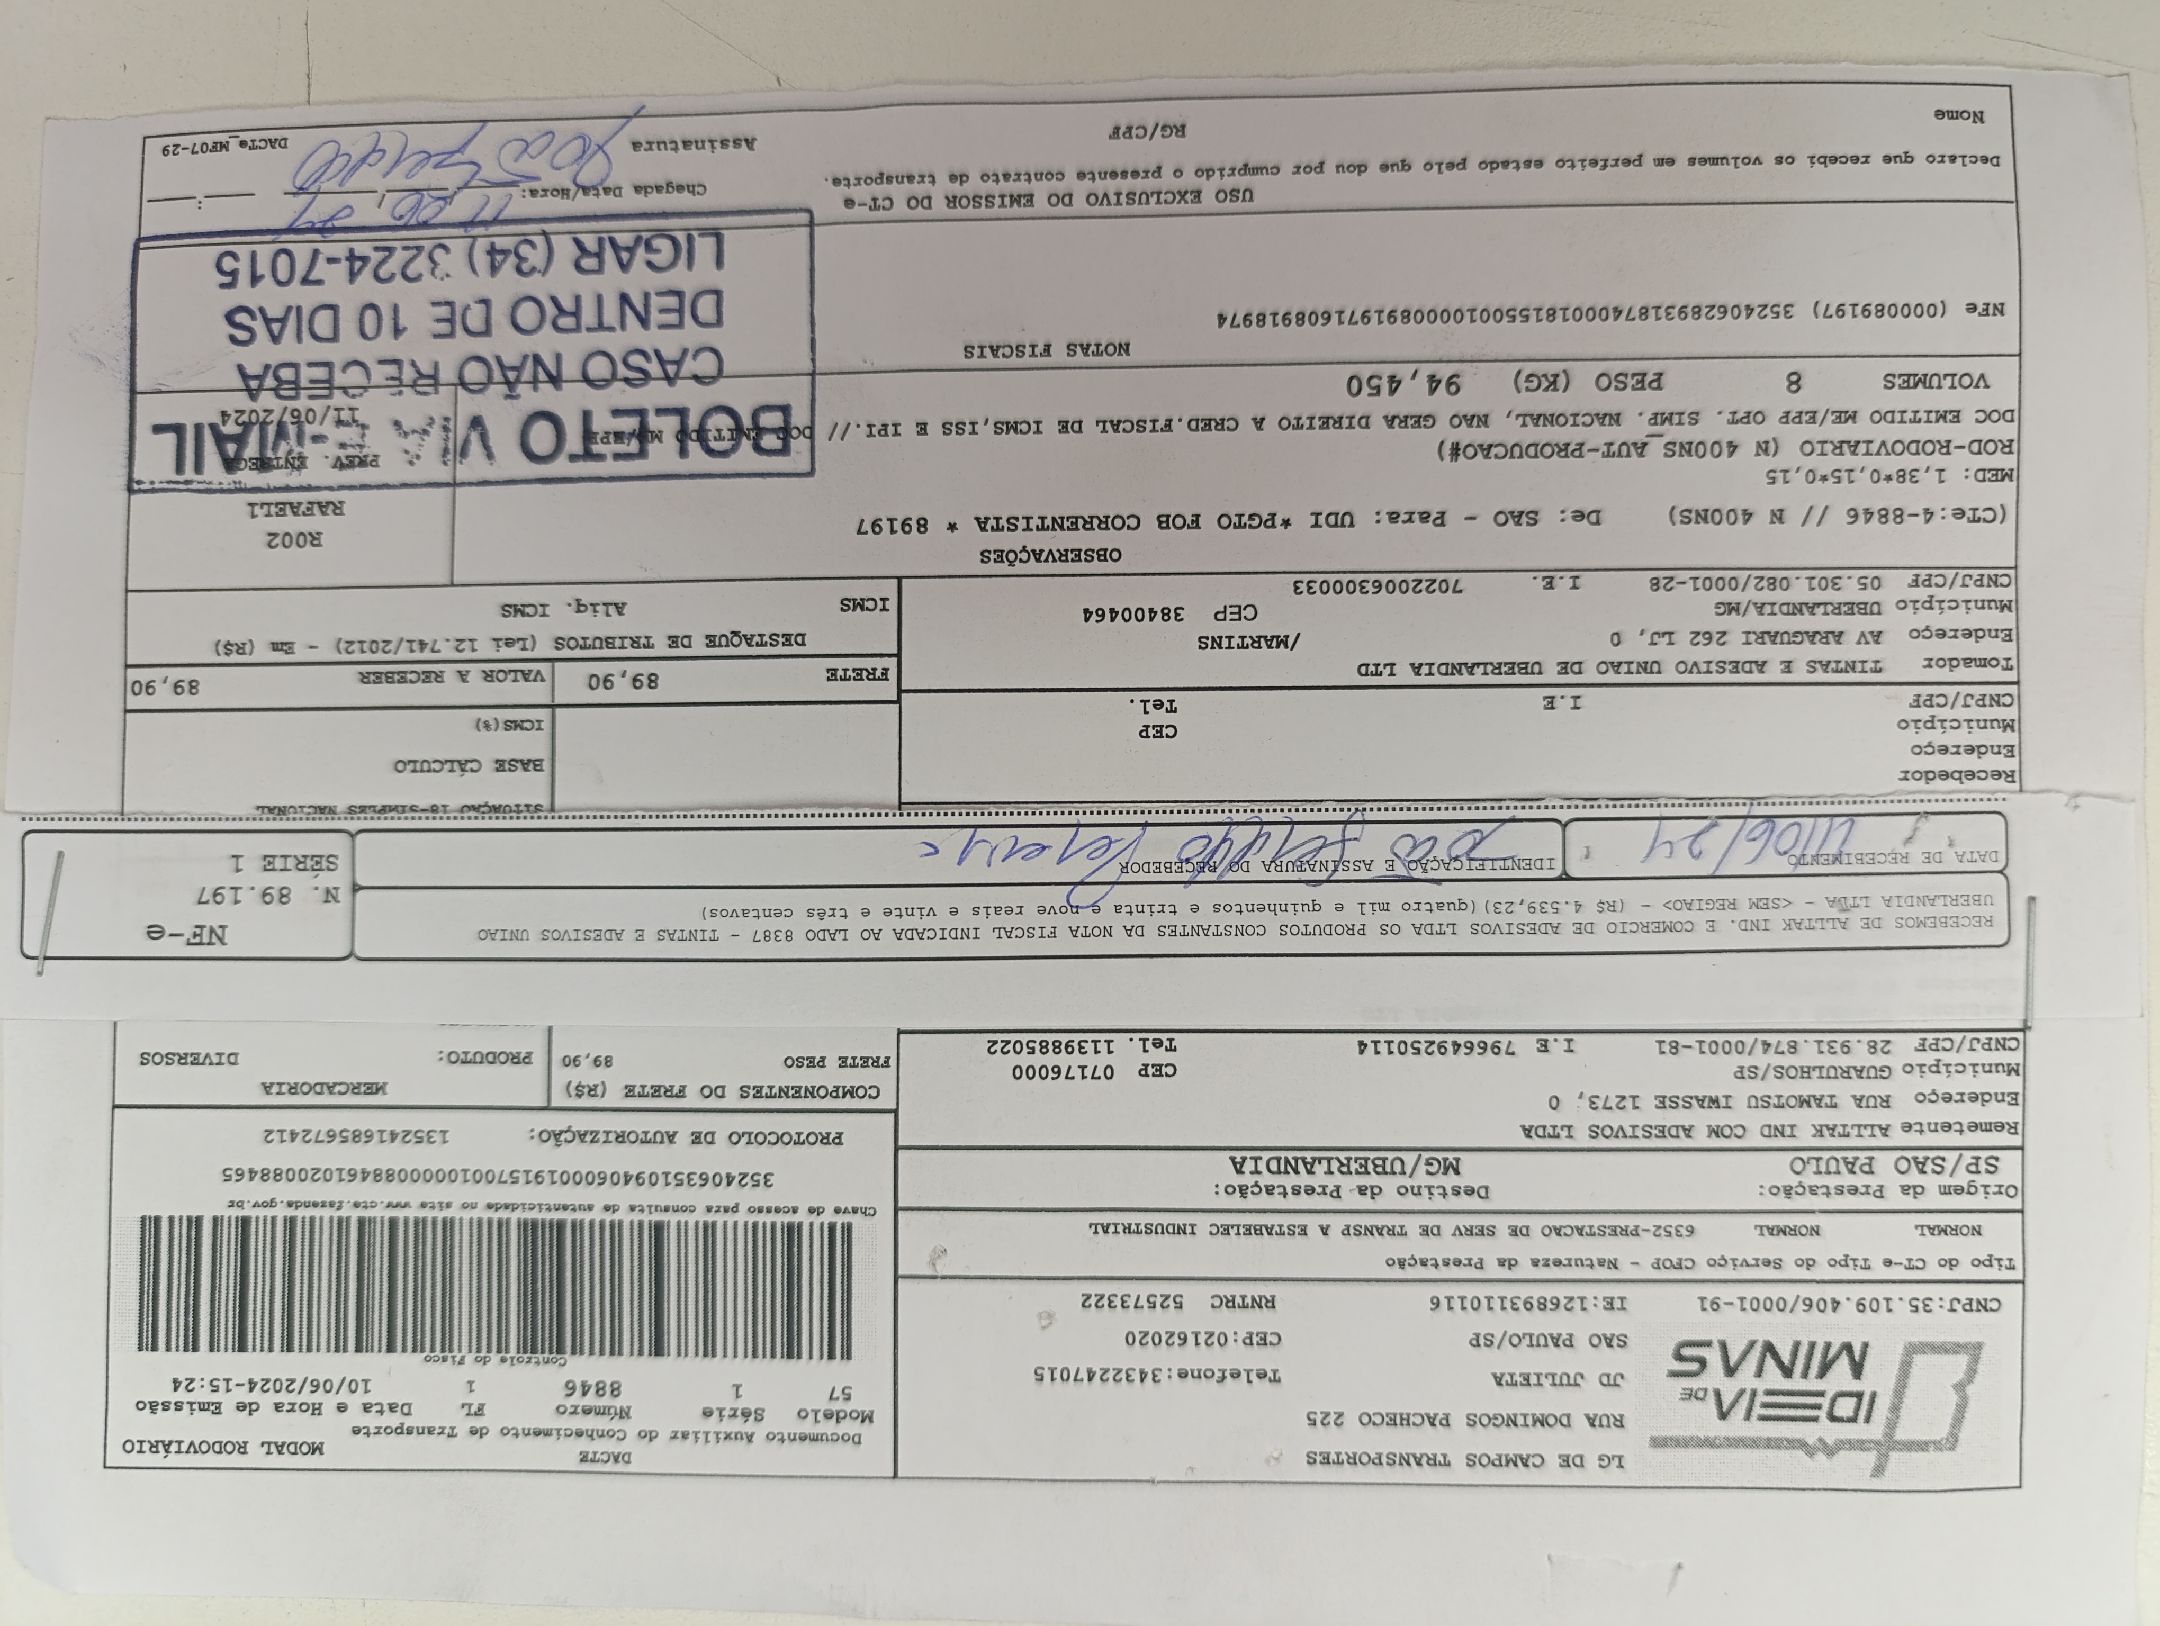 IDEIA DE MINAS
LG DE CAMPOS TRANSPORTES
RUA DOMINGOS PACHECO 225
JD JULIETA Telefone:3432247015
SAO PAULO/SP CEP:02162020
CNPJ:35.109.406/0001-91 IE:126893110116 RNTRC 52573322
DACTE
MODAL RODOVIÁRIO
Documento Auxiliar do Conhecimento de Transporte
Modelo Série Número FL Data e Hora de Emissão
57 1 8846 1 10/06/2024-15:24
Controle do Fisco
Chave de acesso para consulta de autenticidade no site www.cte.fazenda.gov.br
35240635109406000191570010000088461020088465
PROTOCOLO DE AUTORIZAÇÃO: 135241685672412
Tipo do CT-e Tipo do Serviço CFOP - Natureza da Prestação
NORMAL NORMAL 6352-PRESTACAO DE SERV DE TRANSP A ESTABELEC INDUSTRIAL
Origem da Prestação: Destino da Prestação:
SP/SAO PAULO MG/UBERLANDIA
Remetente ALLTAK IND COM ADESIVOS LTDA
Endereço RUA TAMOTSU IWASSE 1273, 0
Município GUARULHOS/SP CEP 07176000
CNPJ/CPF 28.931.874/0001-81 I.E 796649250114 Tel. 1139885022
COMPONENTES DO FRETE (R$) MERCADORIA
FRETE PESO 89,90 PRODUTO: DIVERSOS
RECEBEMOS DE ALLTAK IND. E COMERCIO DE ADESIVOS LTDA OS PRODUTOS CONSTANTES DA NOTA FISCAL INDICADA AO LADO 8387 - TINTAS E ADESIVOS UNIAO
UBERLANDIA LTDA - <SEM REGIAO> - (R$ 4.539,23) (quatro mil e quinhentos e trinta e nove reais e vinte e três centavos)
NF-e
N. 89.197
SÉRIE 1
DATA DE RECEBIMENTO
11/06/24
IDENTIFICAÇÃO E ASSINATURA DO RECEBEDOR
João
SITUAÇÃO 18-SIMPLES NACIONAL
Recebedor
Endereço
Município CEP
CNPJ/CPF I.E Tel.
BASE CÁLCULO
ICMS(%)
Tomador TINTAS E ADESIVO UNIAO DE UBERLANDIA LTD
Endereço AV ARAGUARI 262 LJ, 0 /MARTINS
Município UBERLANDIA/MG CEP 38400464
CNPJ/CPF 05.301.082/0001-28 I.E. 7022006300033
FRETE 89,90 VALOR A RECEBER 89,90
DESTAQUE DE TRIBUTOS (Lei 12.741/2012) - Em (R$)
ICMS Aliq. ICMS
OBSERVAÇÕES
(CTe:4-8846 // N 400NS) De: SAO - Para: UDI *PGTO FOB CORRENTISTA * 89197
MED: 1,38*0,15*0,15
ROD-RODOVIARIO (N 400NS_AUT-PRODUCAO#)
DOC EMITIDO ME/EPP OPT. SIMP. NACIONAL, NAO GERA DIREITO A CRED.FISCAL DE ICMS,ISS E IPI.// DOC EMITIDO ME/EPP
R002
RAFAEL1
PREV. ENTREGA
11/06/2024
VOLUMES 8 PESO (KG) 94,450
NOTAS FISCAIS
NFe (000089197) 35240628931874000181550010000891971608918974
BOLETO VIA E-MAIL
CASO NÃO RECEBA
DENTRO DE 10 DIAS
LIGAR (34) 3224-7015
USO EXCLUSIVO DO EMISSOR DO CT-e
Declaro que recebi os volumes em perfeito estado pelo que dou por cumprido o presente contrato de transporte.
Chegada Data/Hora: 11/06/24
Nome RG/CPF Assinatura João
DACTe_MF07-29